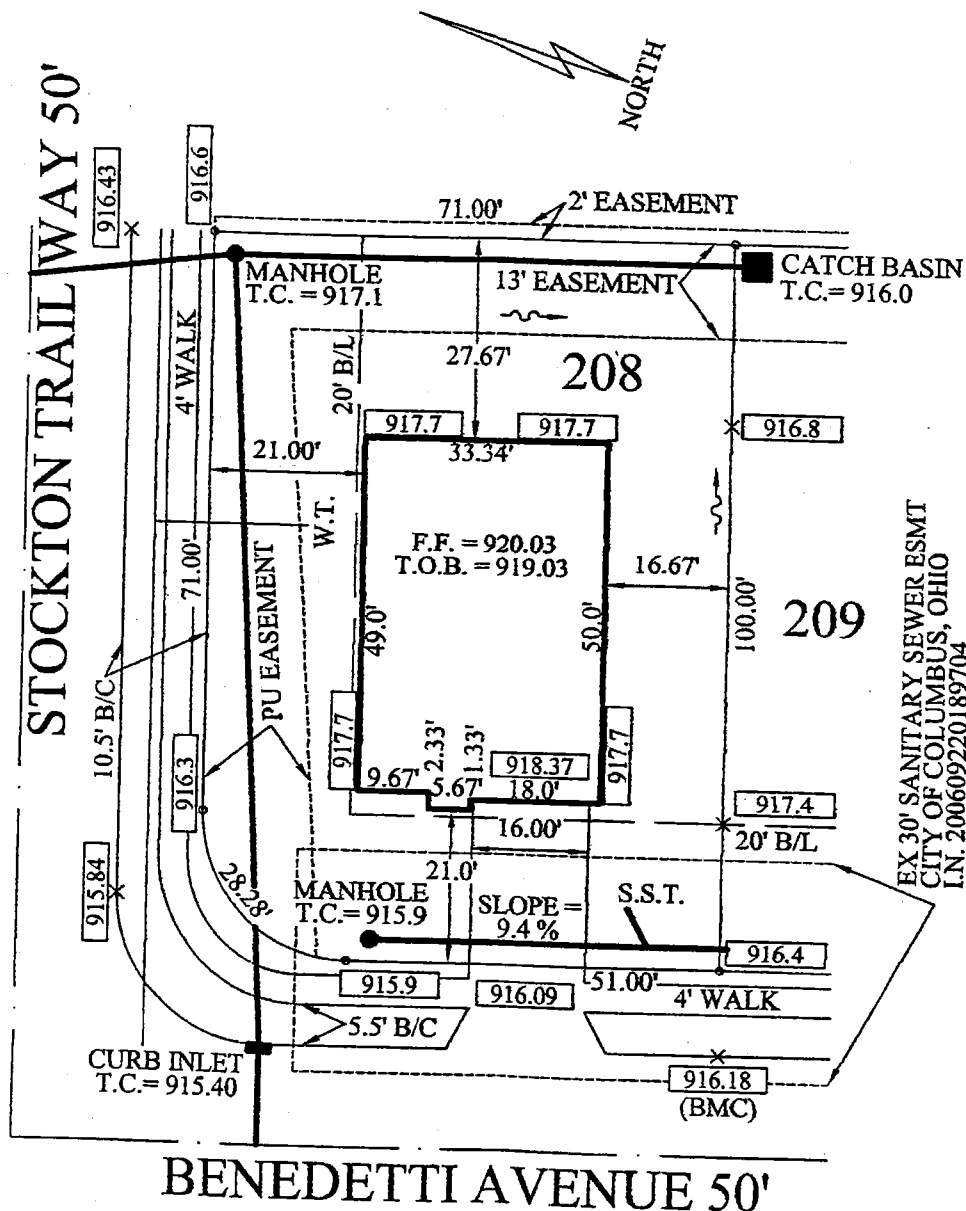 NORTH
STOCKTON TRAIL WAY 50'
916.43
916.6
71.00'
2' EASEMENT
MANHOLE
T.C. = 917.1
13' EASEMENT
CATCH BASIN
T.C.= 916.0
4' WALK
20' B/L
27.67'
208
917.7
917.7
33.34'
916.8
21.00'
W.T.
F.F. = 920.03
T.O.B. = 919.03
16.67'
71.00'
PU EASEMENT
49.0'
50.0'
100.00'
209
EX 30' SANITARY SEWER ESMT
CITY OF COLUMBUS, OHIO
I.N. 200609220189704
10.5' B/C
916.3
917.7
2.33'
1.33'
918.37
917.7
9.67'
5.67'
18.0'
917.4
16.00'
20' B/L
915.84
28.28'
21.0'
MANHOLE
T.C.= 915.9
SLOPE =
9.4 %
S.S.T.
916.4
915.9
916.09
51.00'
4' WALK
5.5' B/C
CURB INLET
T.C.= 915.40
916.18
(BMC)
BENEDETTI AVENUE 50'